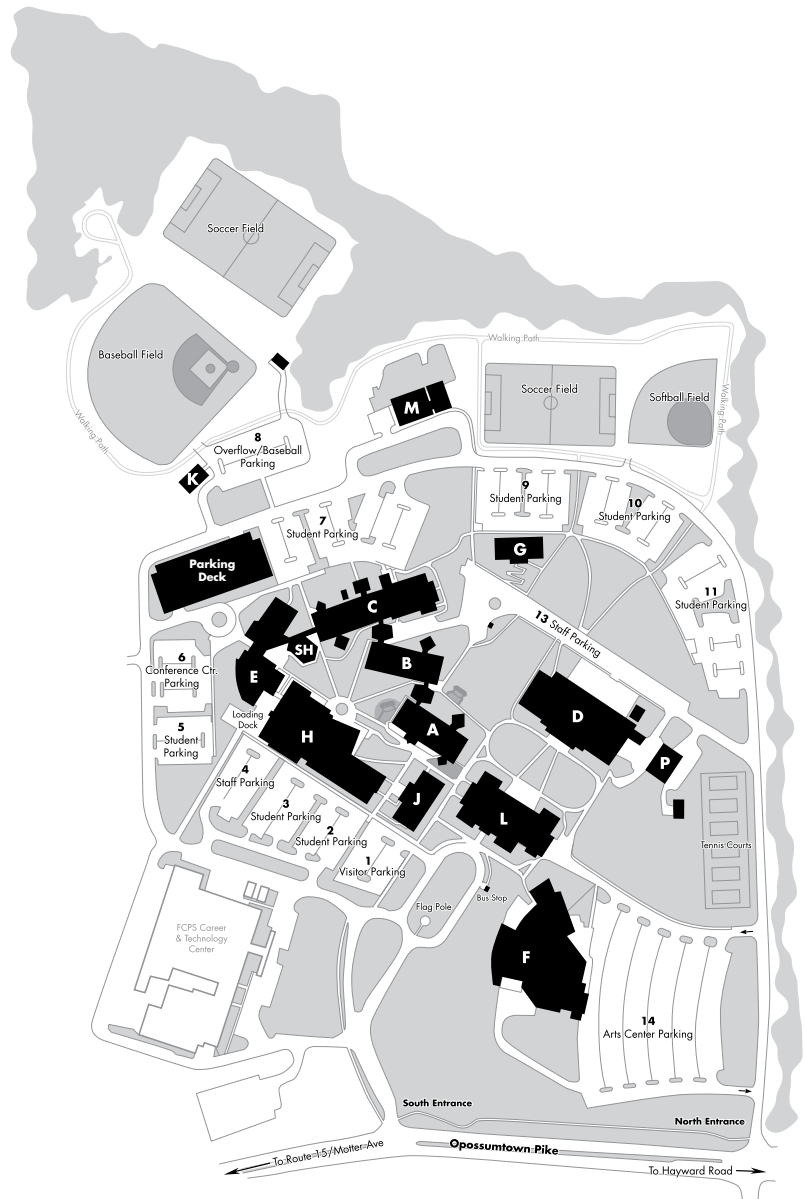 Soccer Field
Walking Path
Baseball Field
Soccer Field
Softball Field
Walking Path
M
Walking Path
8
Overflow/Baseball
Parking
K
9
Student Parking
10
Student Parking
7
Student Parking
G
Parking
Deck
11
Student Parking
C
13 Staff Parking
SH
B
6
Conference Ctr.
Parking
E
Loading
Dock
D
5
Student
Parking
H
A
P
4
Staff Parking
3
Student Parking
J
L
2
Student Parking
Tennis Courts
1
Visitor Parking
Bus Stop
Flag Pole
FCPS Career
& Technology
Center
F
14
Arts Center Parking
South Entrance
North Entrance
Opossumtown Pike
To Route 15/Motter Ave
To Hayward Road